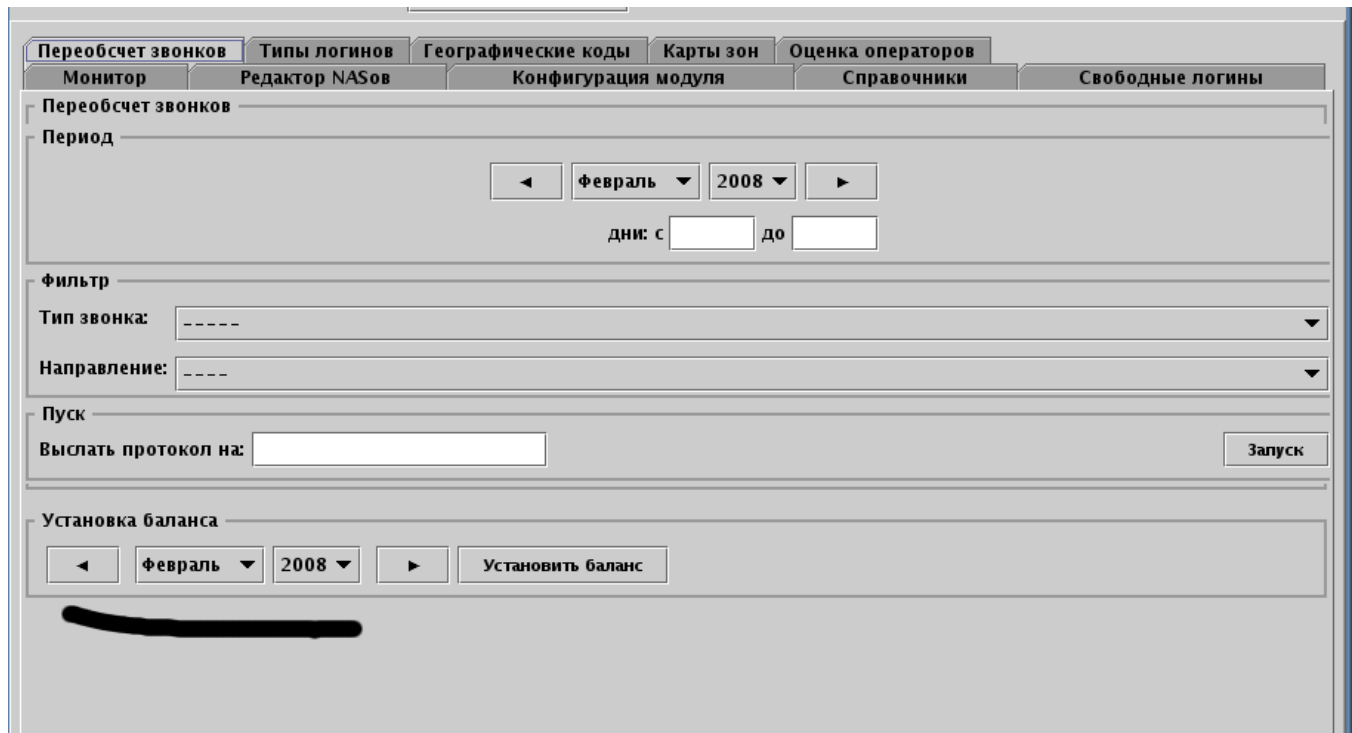 Переобсчет звонков Типы логинов Географические коды Карты зон Оценка операторов
Монитор Редактор NASов Конфигурация модуля Справочники Свободные логины
Переобсчет звонков
Период
Февраль 2008
дни: с до
Фильтр
Тип звонка: -----
Направление: ----
Пуск
Выслать протокол на: Запуск
Установка баланса
Февраль 2008 Установить баланс